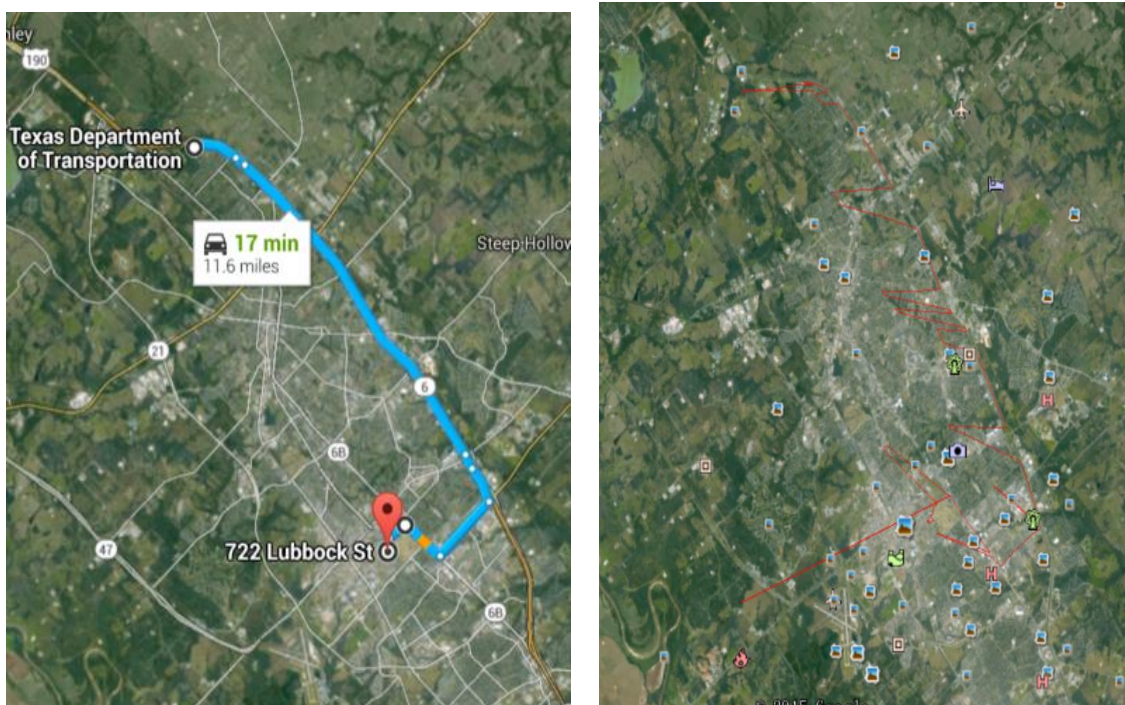 nley
190
Texas Department
of Transportation
17 min
11.6 miles
Steep Hollow
21
6
6B
722 Lubbock St
47
6B
H
H
H